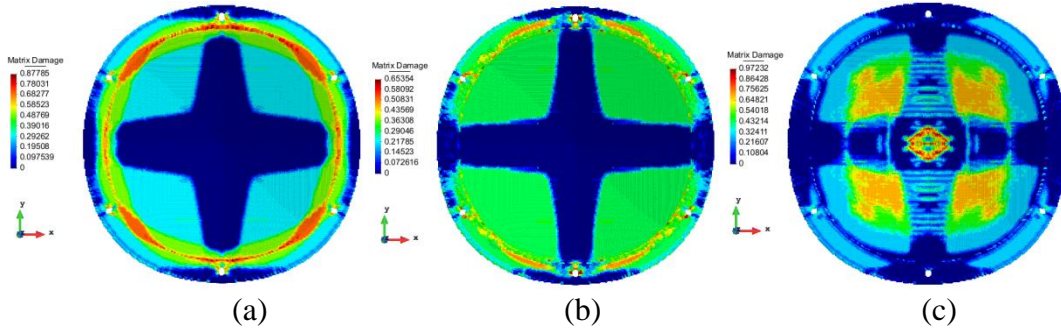 Matrix Damage
0.87785
0.78031
0.68277
0.58523
0.48769
0.39016
0.29262
0.19508
0.097539
0
y
x
(a)
Matrix Damage
0.65354
0.58092
0.50831
0.43569
0.36308
0.29046
0.21785
0.14523
0.072616
0
y
x
(b)
Matrix Damage
0.97232
0.86428
0.75625
0.64821
0.54018
0.43214
0.32411
0.21607
0.10804
0
y
x
(c)